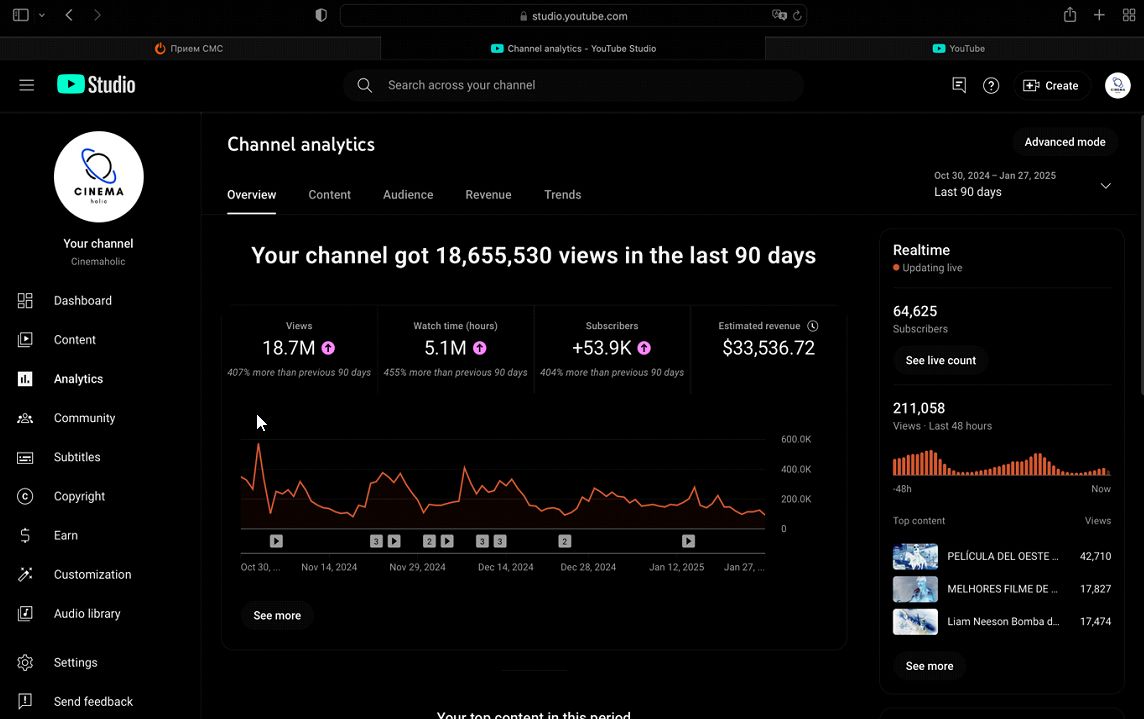 studio.youtube.com
Прием СМС
Channel analytics - YouTube Studio
YouTube
Studio
Search across your channel
Create
CINEMA
holic
Your channel
Cinemaholic
Dashboard
Content
Analytics
Community
Subtitles
Copyright
Earn
Customization
Audio library
Settings
Send feedback
Channel analytics
Advanced mode
Overview
Content
Audience
Revenue
Trends
Oct 30, 2024 – Jan 27, 2025
Last 90 days
Your channel got 18,655,530 views in the last 90 days
Views
18.7M
407% more than previous 90 days
Watch time (hours)
5.1M
455% more than previous 90 days
Subscribers
+53.9K
404% more than previous 90 days
Estimated revenue
$33,536.72
600.0K
400.0K
200.0K
0
3
2
3
3
2
Oct 30, ...
Nov 14, 2024
Nov 29, 2024
Dec 14, 2024
Dec 28, 2024
Jan 12, 2025
Jan 27, ...
See more
Your top content in this period
Realtime
Updating live
64,625
Subscribers
See live count
211,058
Views · Last 48 hours
-48h
Now
Top content
Views
PELÍCULA DEL OESTE ...
42,710
MELHORES FILME DE ...
17,827
Liam Neeson Bomba d...
17,474
See more